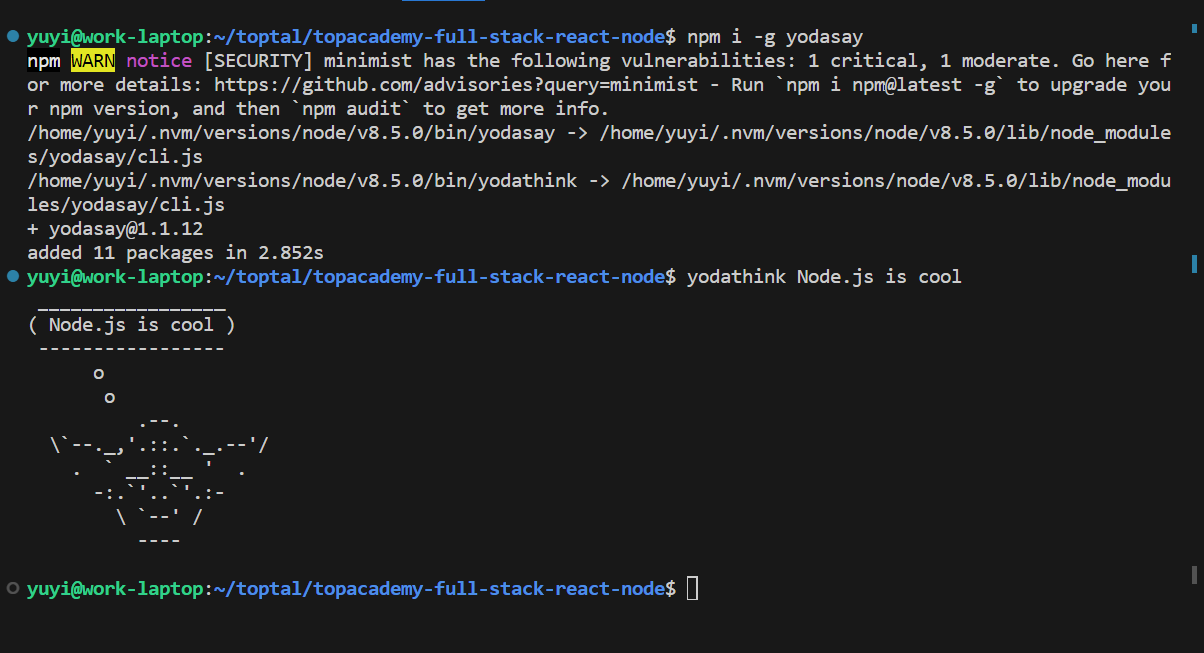 yuyi@work-laptop:~/toptal/topacademy-full-stack-react-node$ npm i -g yodasay
npm WARN notice [SECURITY] minimist has the following vulnerabilities: 1 critical, 1 moderate. Go here f
or more details: https://github.com/advisories?query=minimist - Run `npm i npm@latest -g` to upgrade you
r npm version, and then `npm audit` to get more info.
/home/yuyi/.nvm/versions/node/v8.5.0/bin/yodasay -> /home/yuyi/.nvm/versions/node/v8.5.0/lib/node_module
s/yodasay/cli.js
/home/yuyi/.nvm/versions/node/v8.5.0/bin/yodathink -> /home/yuyi/.nvm/versions/node/v8.5.0/lib/node_modu
les/yodasay/cli.js
+ yodasay@1.1.12
added 11 packages in 2.852s
yuyi@work-laptop:~/toptal/topacademy-full-stack-react-node$ yodathink Node.js is cool
 _________________
( Node.js is cool )
 -----------------
      o
       o
          .--.
  \`--._,'.::.`._.--'/
    .  ` __::__ '  .
      -:.`'..`'.:-
        \ `--' /
          ----
yuyi@work-laptop:~/toptal/topacademy-full-stack-react-node$